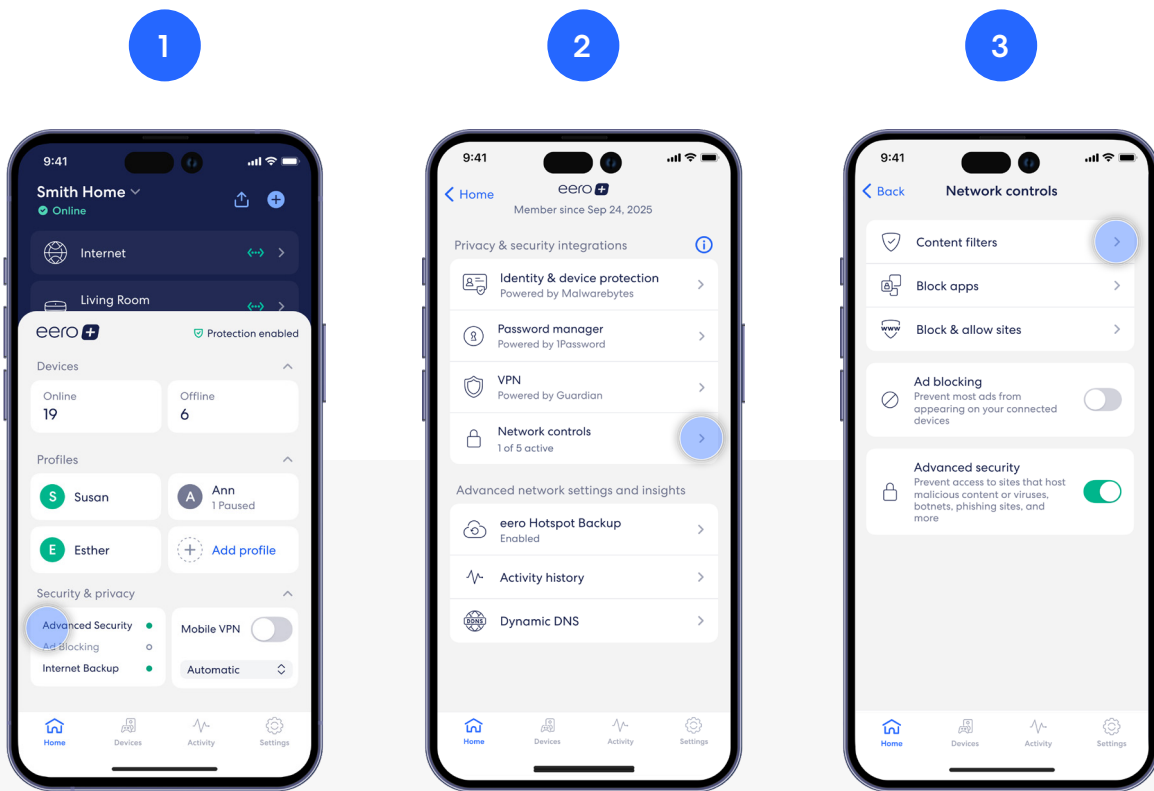 1
2
3
9:41
Smith Home
Online
Internet
Living Room
eero
Protection enabled
Devices
Online
19
Offline
6
Profiles
S
Susan
A
Ann
1 Paused
E
Esther
Add profile
Security & privacy
Advanced Security
Ad Blocking
Internet Backup
Mobile VPN
Automatic
Home
Devices
Activity
Settings
9:41
Home
eero
Member since Sep 24, 2025
Privacy & security integrations
Identity & device protection
Powered by Malwarebytes
Password manager
Powered by 1Password
VPN
Powered by Guardian
Network controls
1 of 5 active
Advanced network settings and insights
eero Hotspot Backup
Enabled
Activity history
DDNS
Dynamic DNS
Home
Devices
Activity
Settings
9:41
Back
Network controls
Content filters
Block apps
www
Block & allow sites
Ad blocking
Prevent most ads from
appearing on your connected
devices
Advanced security
Prevent access to sites that host
malicious content or viruses,
botnets, phishing sites, and
more
Home
Devices
Activity
Settings